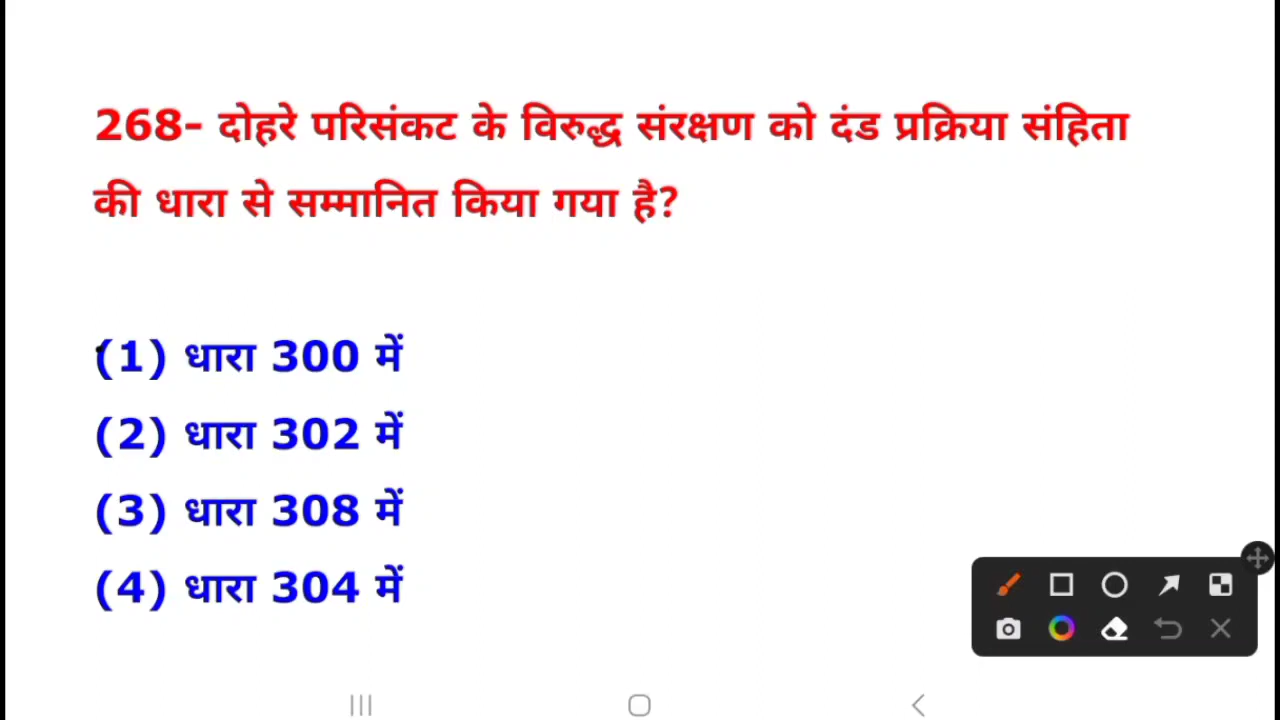 268- दोहरे परिसंकट के विरुद्ध संरक्षण को दंड प्रक्रिया संहिता
की धारा से सम्मानित किया गया है?
(1) धारा 300 में
(2) धारा 302 में
(3) धारा 308 में
(4) धारा 304 में